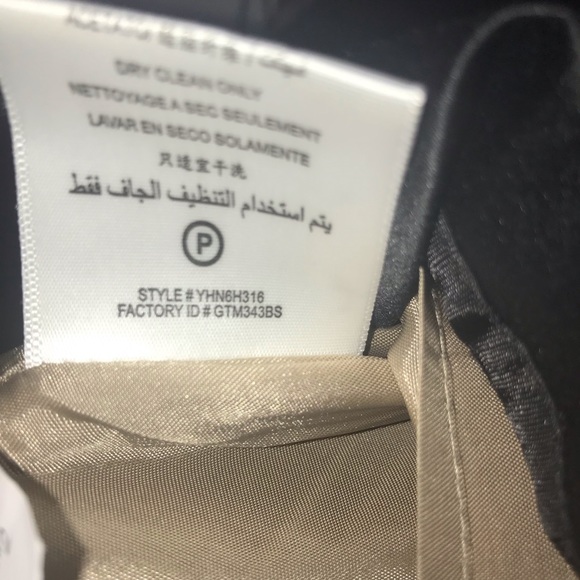 ACETATO/
DRY CLEAN ONLY
NETTOYAGE A SEC SEULEMENT
LAVAR EN SECO SOLAMENTE
只适宜干洗
يتم استخدام التنظيف الجاف فقط
P
STYLE # YHN6H316
FACTORY ID # GTM343BS